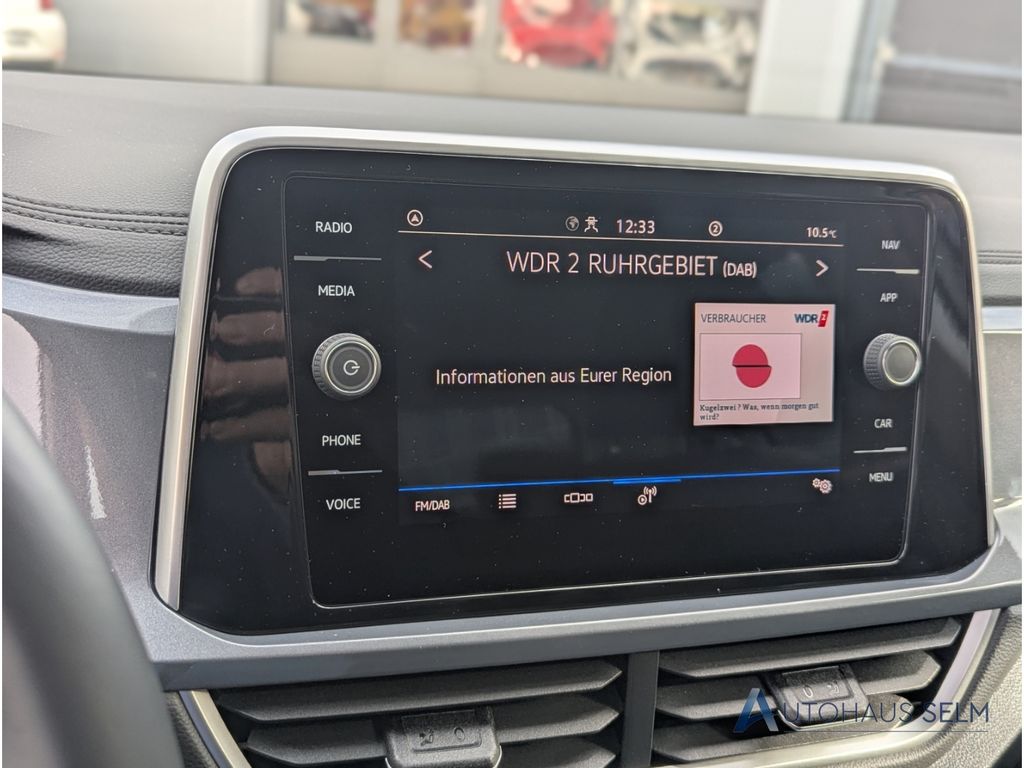 RADIO
MEDIA
PHONE
VOICE
12:33
2
10.5°C
< WDR 2 RUHRGEBIET (DAB) >
Informationen aus Eurer Region
VERBRAUCHER WDR 2
Kugelzwei ? Was, wenn morgen gut
wird?
FM/DAB
NAV
APP
CAR
MENU
AUTOHAUS SELM